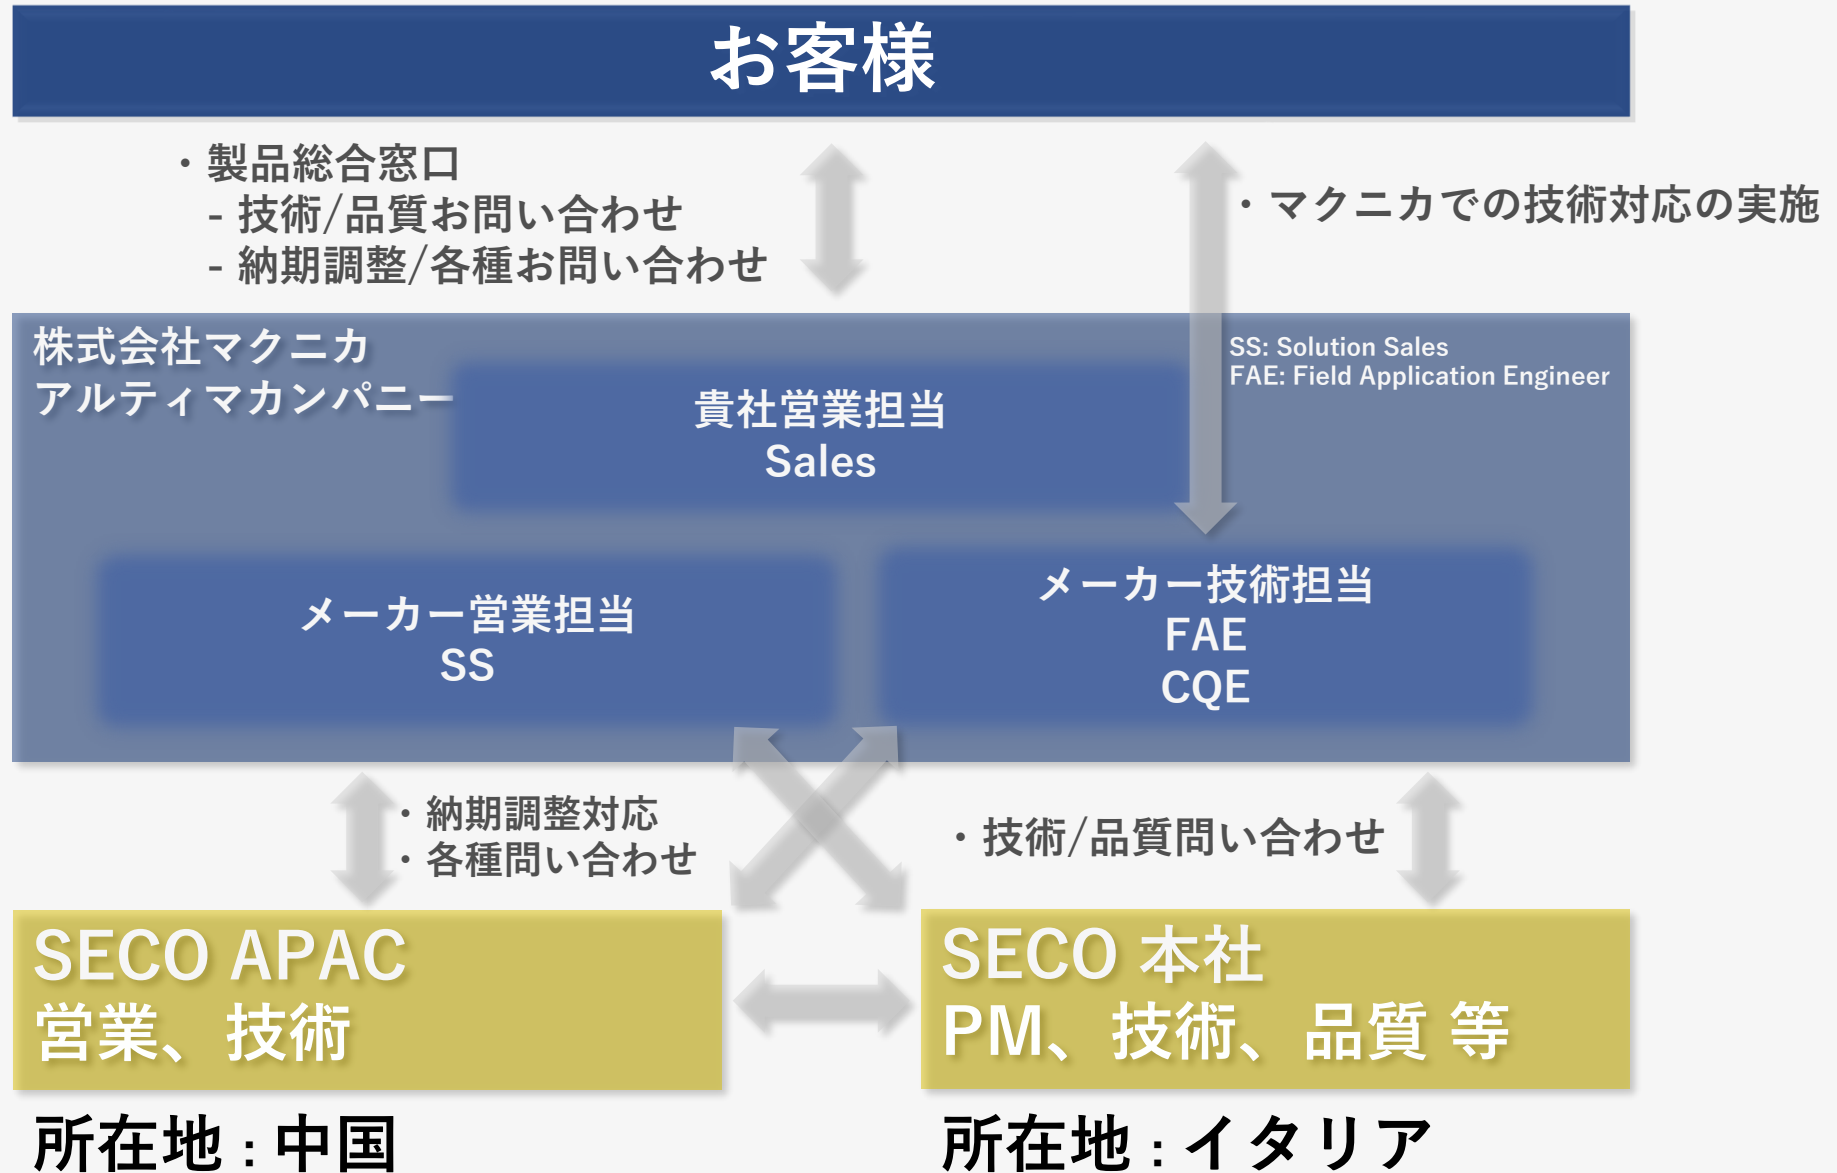 お客様
・製品総合窓口
- 技術/品質お問い合わせ
- 納期調整/各種お問い合わせ
・マクニカでの技術対応の実施
株式会社マクニカ
アルティマカンパニー
SS: Solution Sales
FAE: Field Application Engineer
貴社営業担当
Sales
メーカー営業担当
SS
メーカー技術担当
FAE
CQE
・納期調整対応
・各種問い合わせ
・技術/品質問い合わせ
SECO APAC
営業、技術
SECO 本社
PM、技術、品質 等
所在地：中国
所在地：イタリア